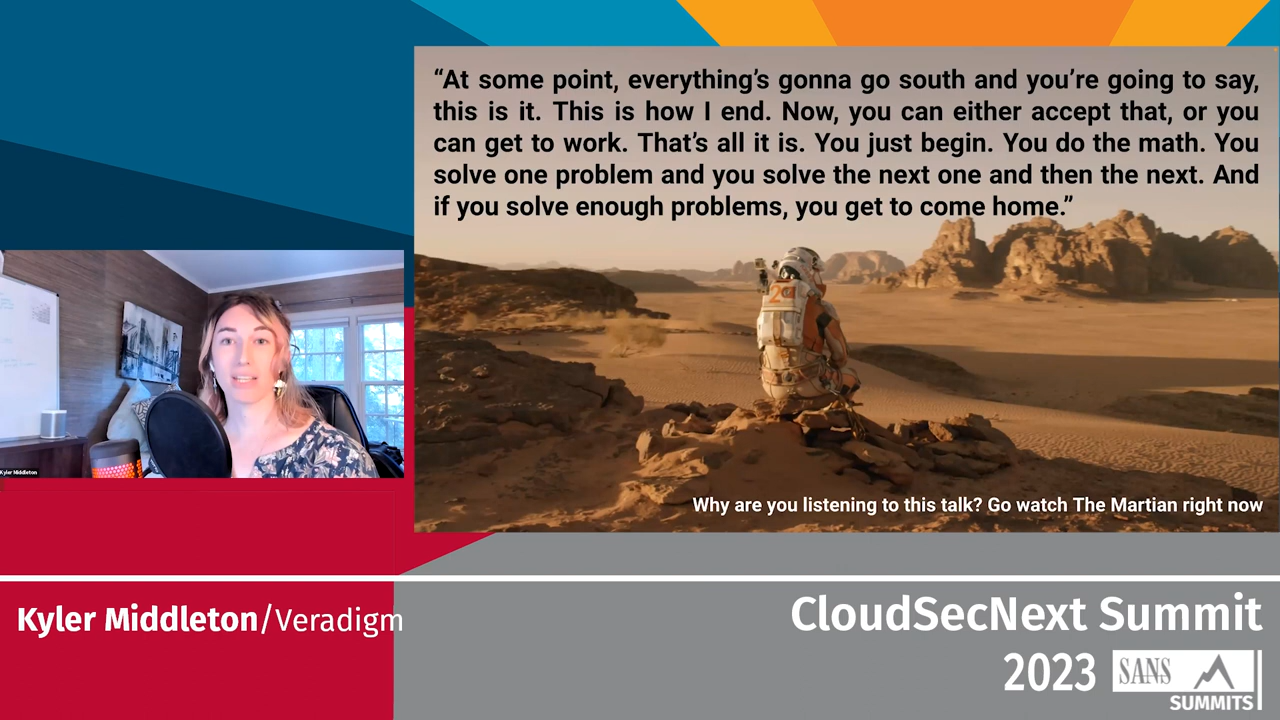 “At some point, everything’s gonna go south and you’re going to say,
this is it. This is how I end. Now, you can either accept that, or you
can get to work. That’s all it is. You just begin. You do the math. You
solve one problem and you solve the next one and then the next. And
if you solve enough problems, you get to come home.”
2
Why are you listening to this talk? Go watch The Martian right now
Kyler Middleton
Kyler Middleton/Veradigm
CloudSecNext Summit
2023
SANS
SUMMITS